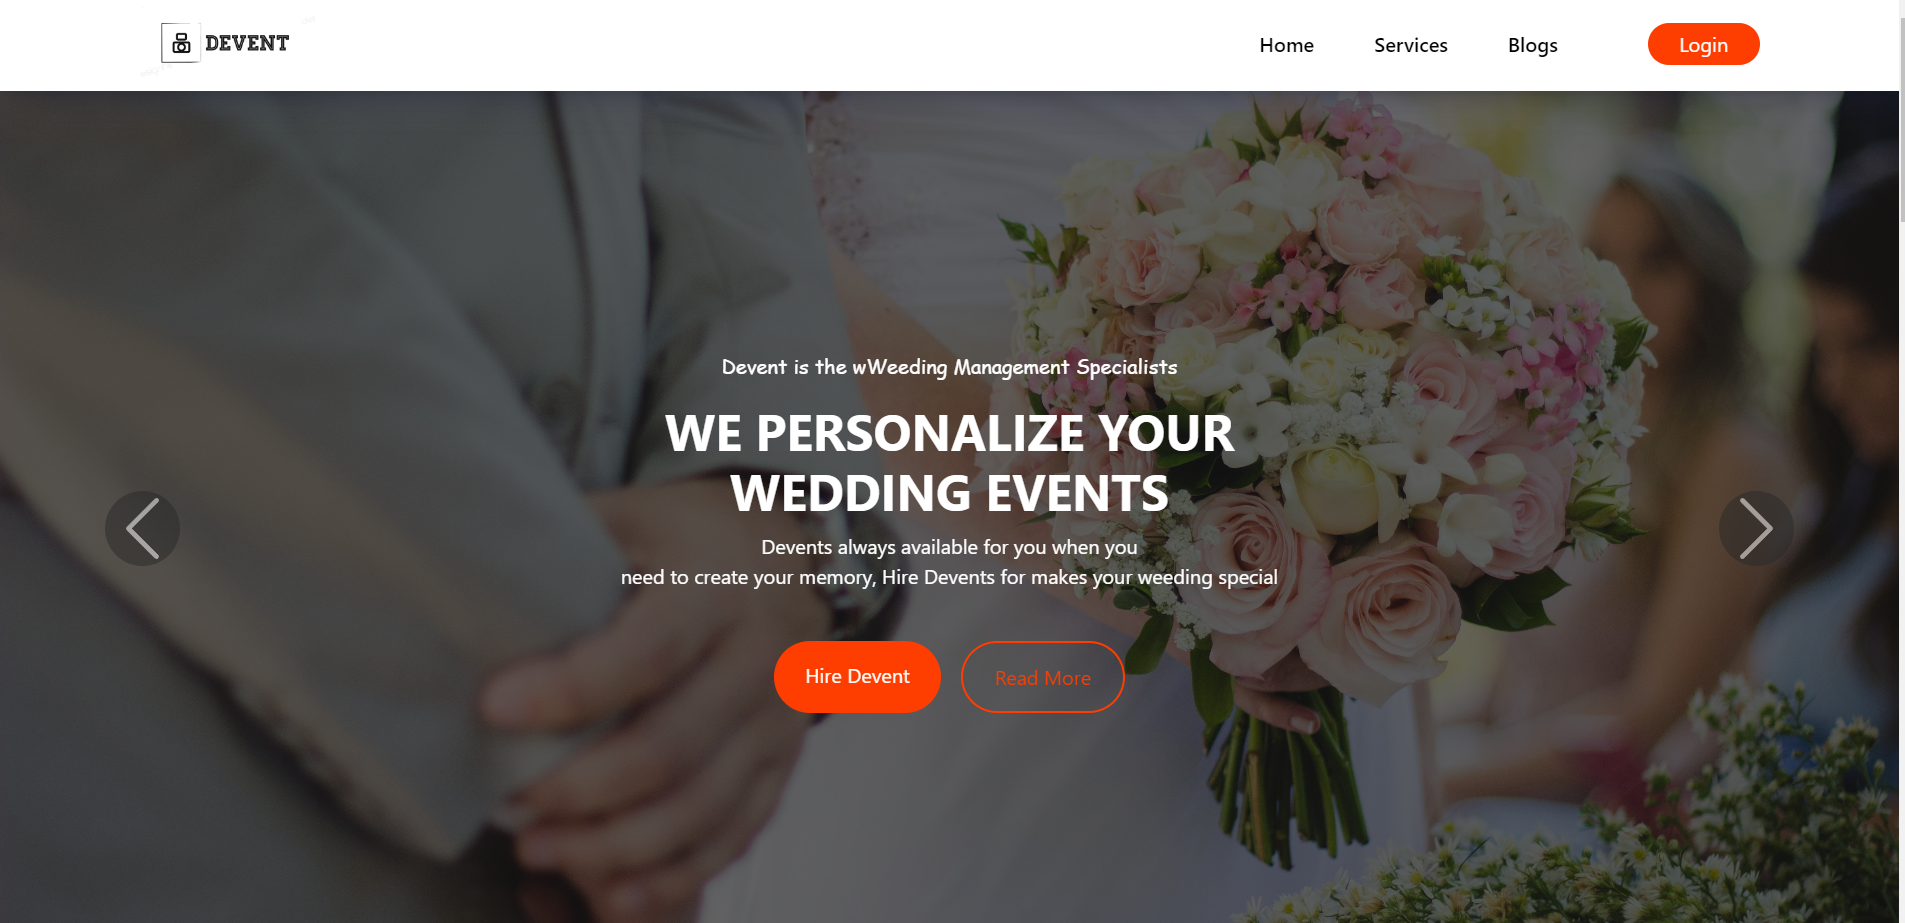 DEVENT
Home Services Blogs Login
Devent is the wWeeding Management Specialists
WE PERSONALIZE YOUR
WEDDING EVENTS
Devents always available for you when you
need to create your memory, Hire Devents for makes your weeding special
Hire Devent Read More